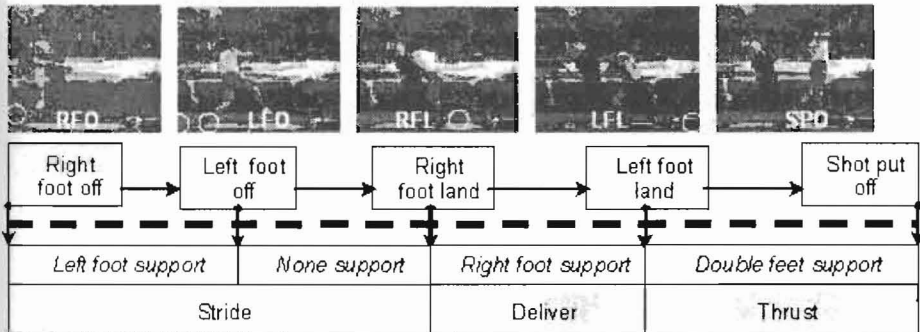 RFO
LFO
RFL
LFL
SPO
Right
foot off
Left foot
off
Right
foot land
Left foot
land
Shot put
off
Left foot support
None support
Right foot support
Double feet support
Stride
Deliver
Thrust